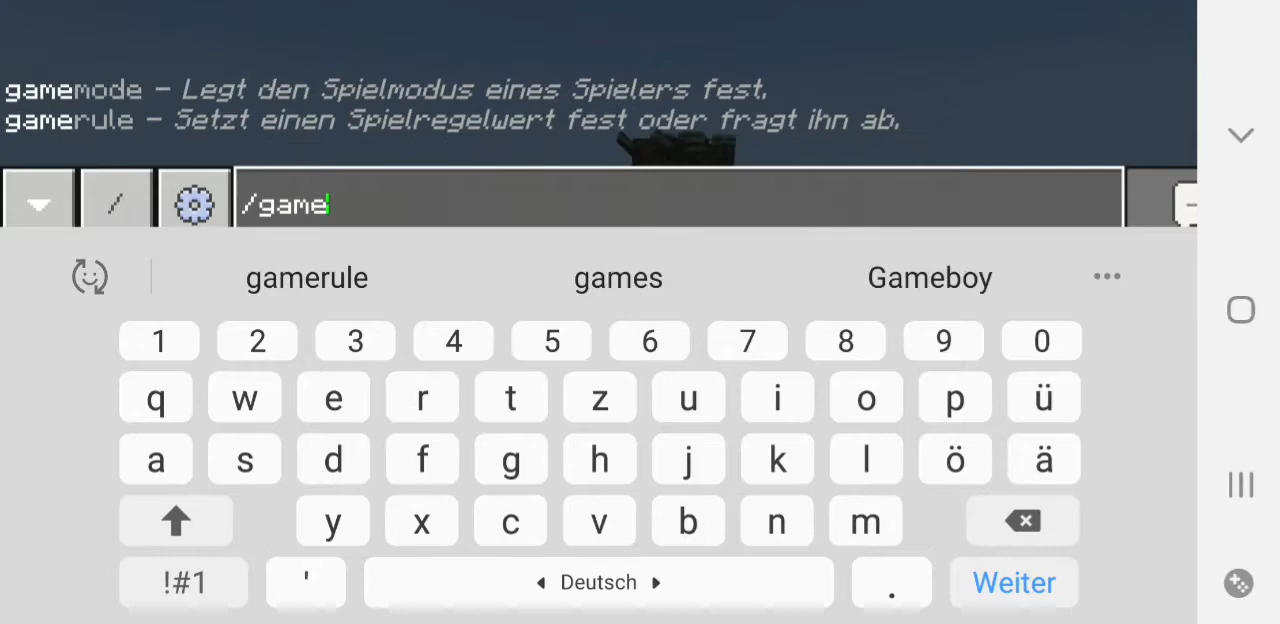 gamemode – Legt den Spielmodus eines Spielers fest.
gamerule – Setzt einen Spielregelwert fest oder fragt ihn ab.
/ /game
gamerule games Gameboy •••
1 2 3 4 5 6 7 8 9 0
q w e r t z u i o p ü
a s d f g h j k l ö ä
y x c v b n m
!#1 ' Deutsch . Weiter